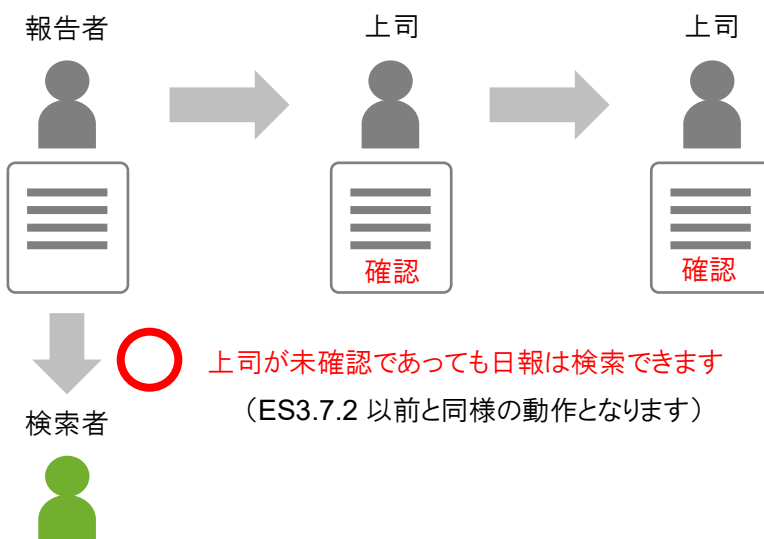 報告者
上司
上司
確認
確認
上司が未確認であっても日報は検索できます
（ES3.7.2 以前と同様の動作となります）
検索者